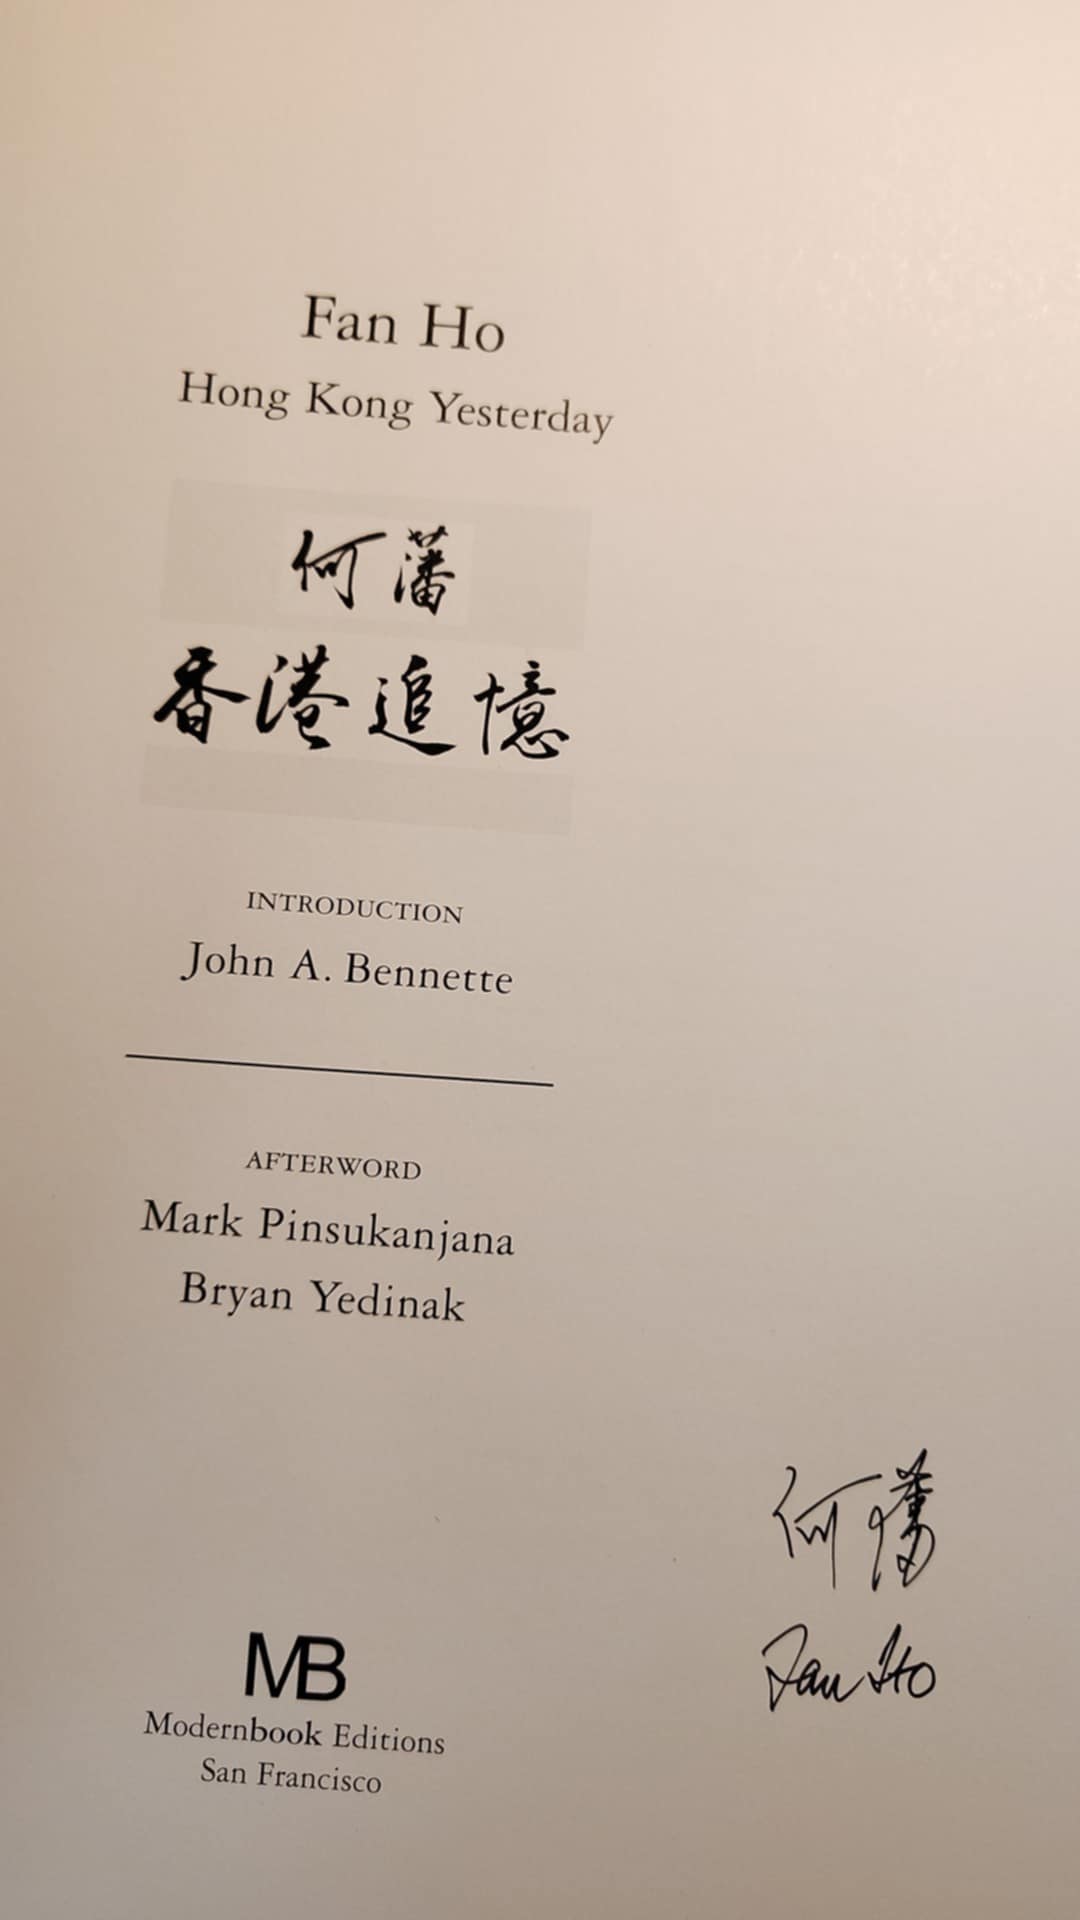 Fan Ho
Hong Kong Yesterday
何藩
香港追憶
INTRODUCTION
John A. Bennette
AFTERWORD
Mark Pinsukanjana
Bryan Yedinak
何藩
Fan Ho
MB
Modernbook Editions
San Francisco